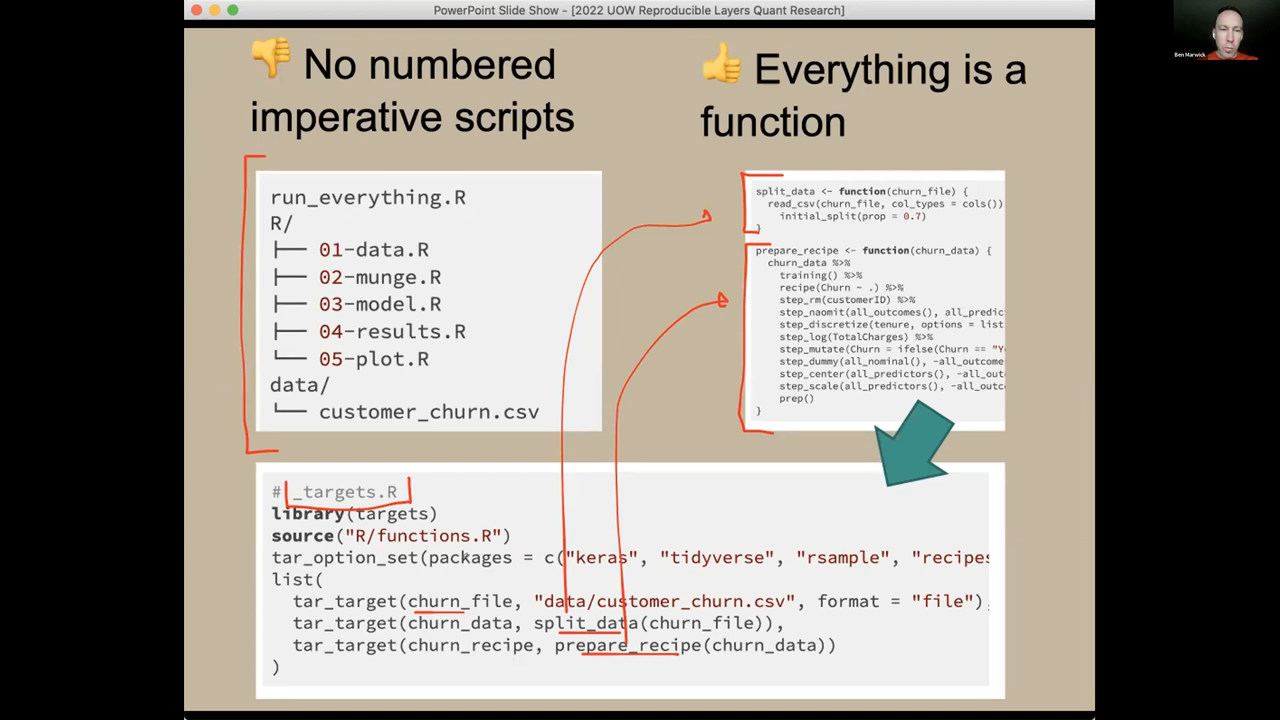 PowerPoint Slide Show - [2022 UOW Reproducible Layers Quant Research]
Ben Marwick
👎 No numbered
imperative scripts
run_everything.R
R/
├── 01-data.R
├── 02-munge.R
├── 03-model.R
├── 04-results.R
└── 05-plot.R
data/
└── customer_churn.csv
👍 Everything is a
function
split_data <- function(churn_file) {
read_csv(churn_file, col_types = cols())
initial_split(prop = 0.7)
}
prepare_recipe <- function(churn_data) {
churn_data %>%
training() %>%
recipe(Churn ~ .) %>%
step_rm(customerID) %>%
step_naomit(all_outcomes(), all_predic
step_discretize(tenure, options = list
step_log(TotalCharges) %>%
step_mutate(Churn = ifelse(Churn == "Y
step_dummy(all_nominal(), -all_outcome
step_center(all_predictors(), -all_out
step_scale(all_predictors(), -all_outc
prep()
}
# _targets.R
library(targets)
source("R/functions.R")
tar_option_set(packages = c("keras", "tidyverse", "rsample", "recipes
list(
tar_target(churn_file, "data/customer_churn.csv", format = "file"),
tar_target(churn_data, split_data(churn_file)),
tar_target(churn_recipe, prepare_recipe(churn_data))
)